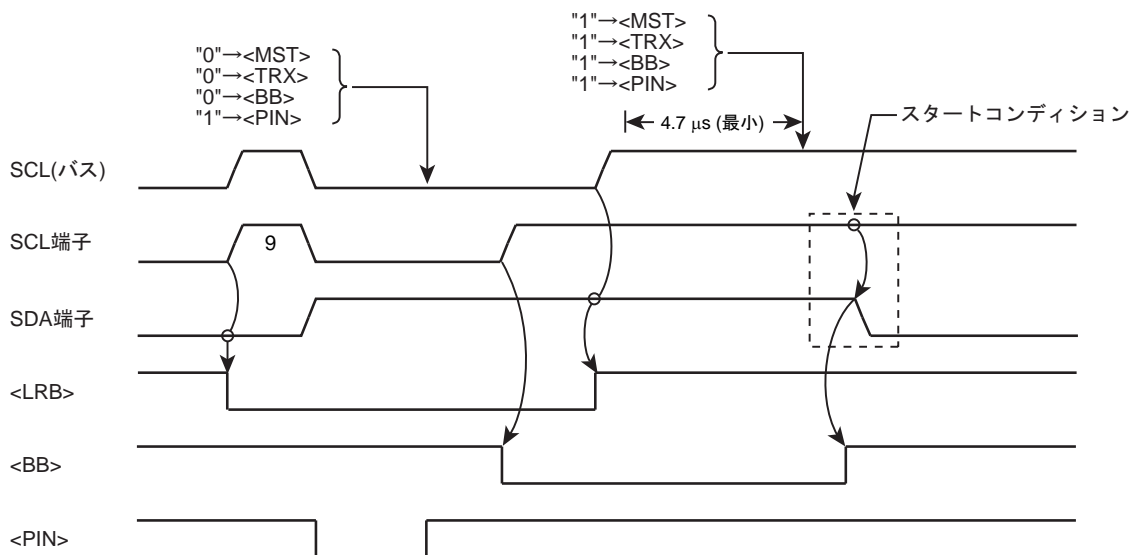 "0"→<MST>
"0"→<TRX>
"0"→<BB>
"1"→<PIN>
"1"→<MST>
"1"→<TRX>
"1"→<BB>
"1"→<PIN>
4.7 μs (最小)
スタートコンディション
SCL(バス)
SCL端子
9
SDA端子
<LRB>
<BB>
<PIN>